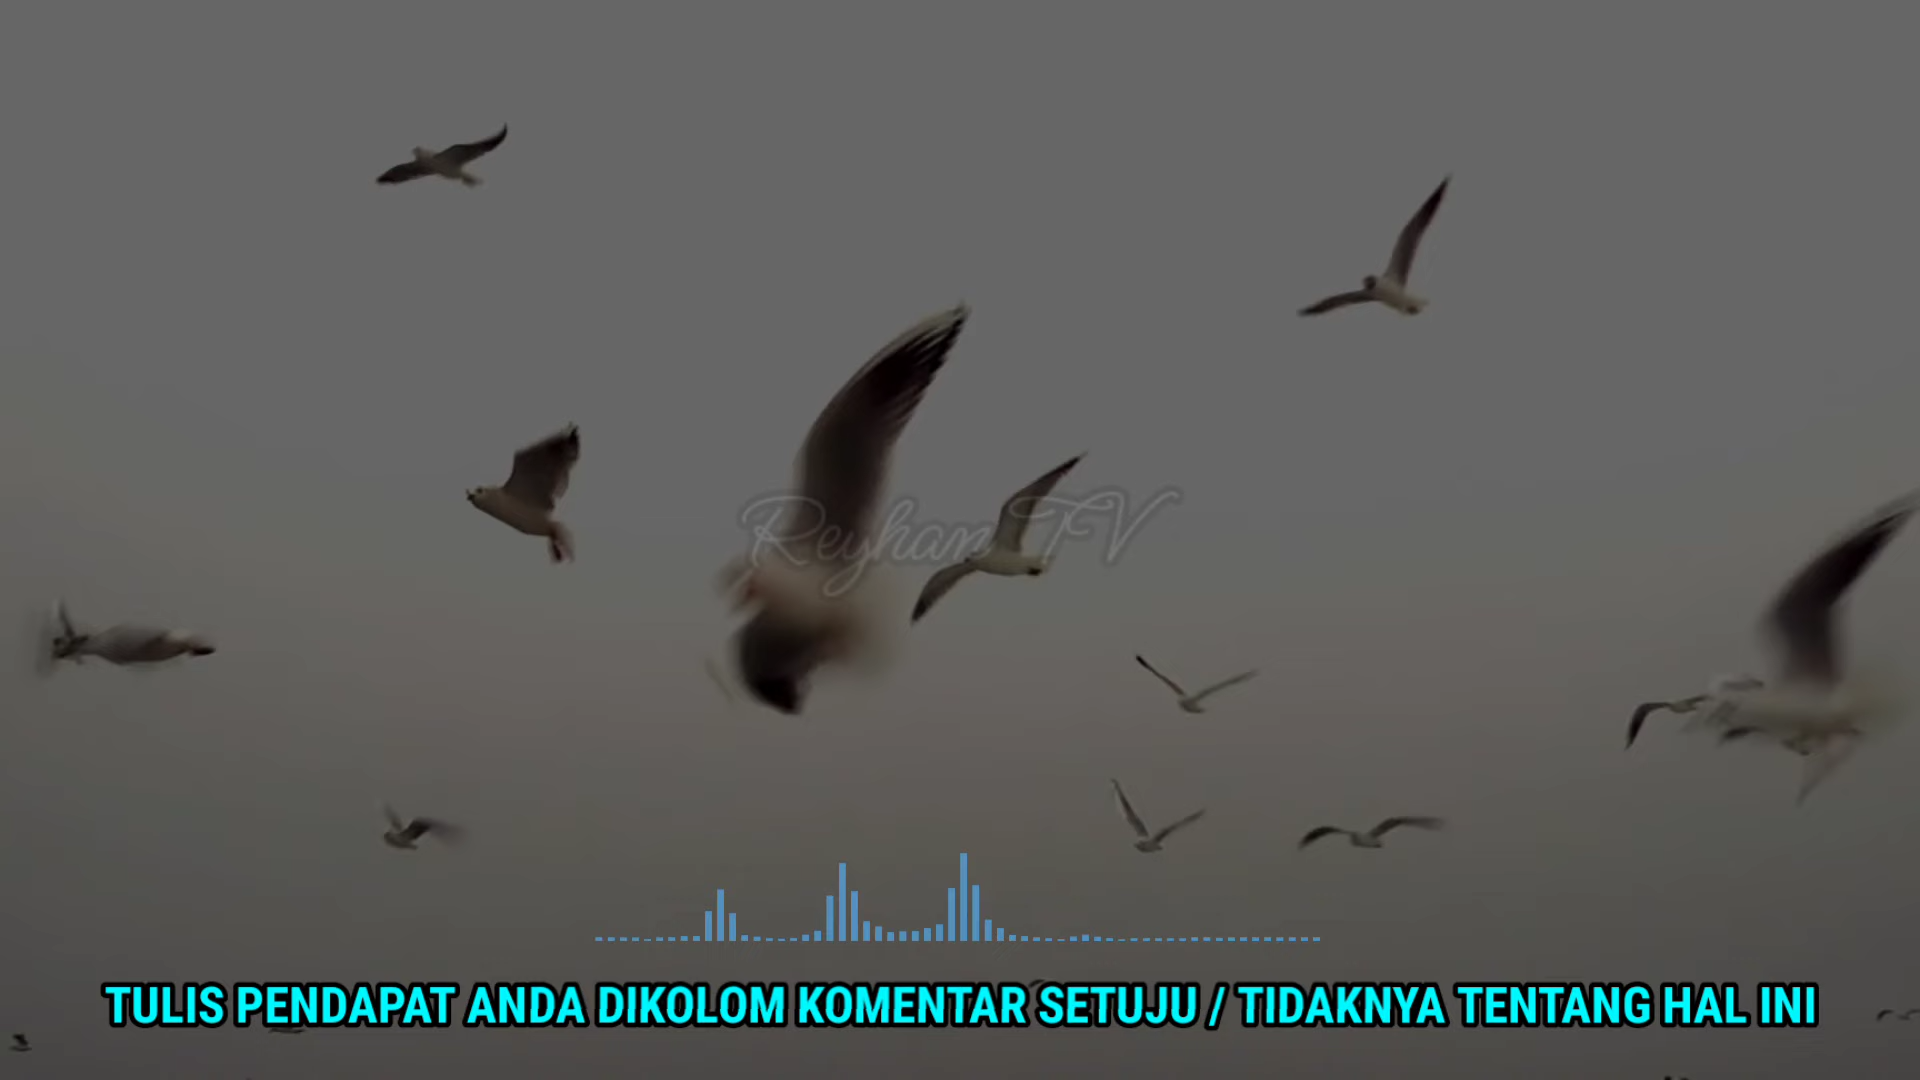 Reyhan TV
TULIS PENDAPAT ANDA DIKOLOM KOMENTAR SETUJU / TIDAKNYA TENTANG HAL INI